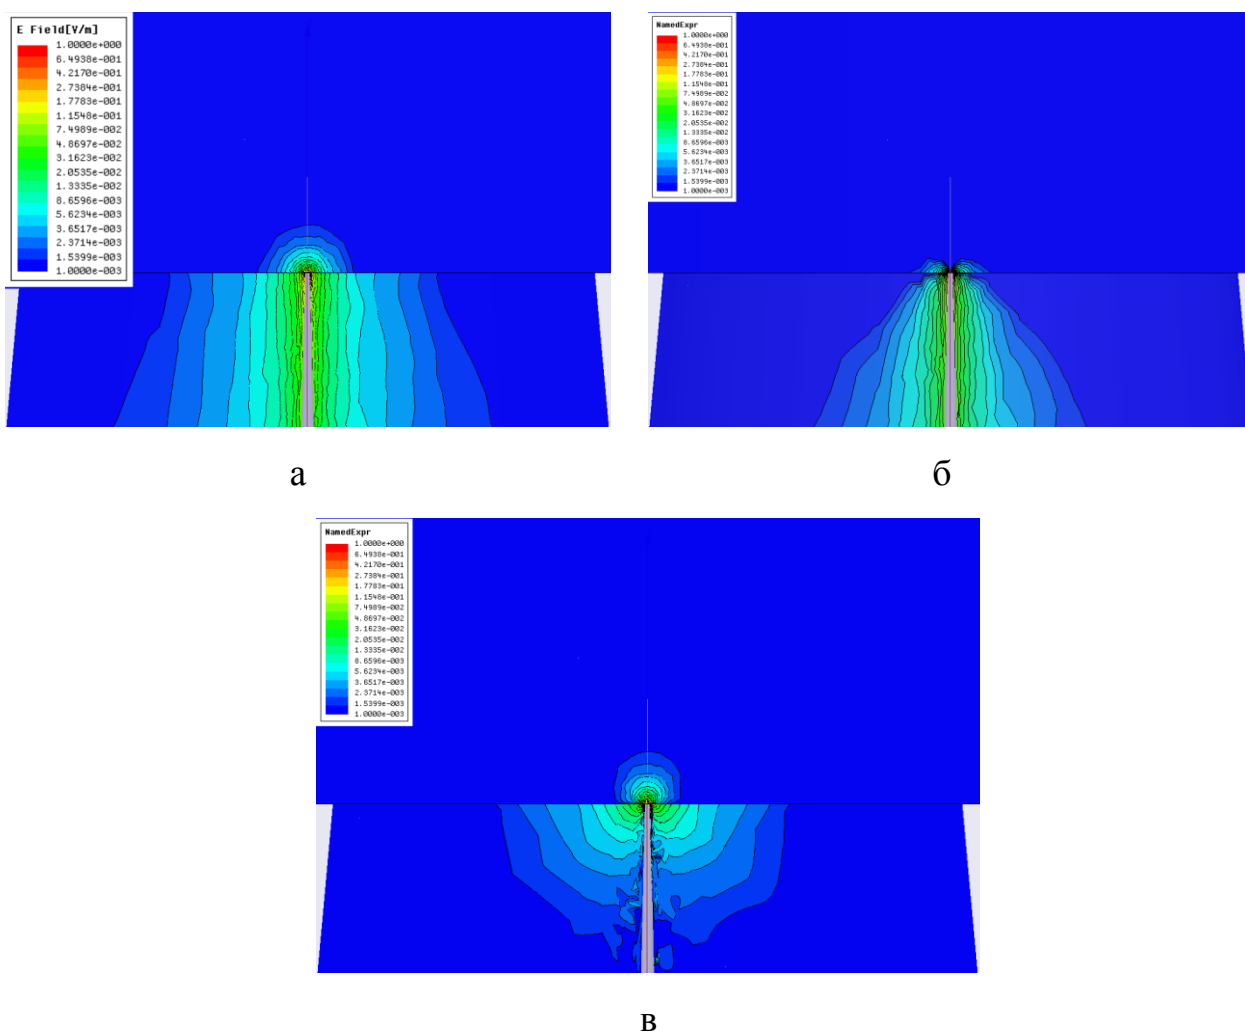 E Field[V/m]
1.0000e+000
6.4938e-001
4.2170e-001
2.7384e-001
1.7783e-001
1.1548e-001
7.4989e-002
4.8697e-002
3.1623e-002
2.0535e-002
1.3335e-002
8.6596e-003
5.6234e-003
3.6517e-003
2.3714e-003
1.5399e-003
1.0000e-003
а
NamedExpr
1.0000e+000
6.4938e-001
4.2170e-001
2.7384e-001
1.7783e-001
1.1548e-001
7.4989e-002
4.8697e-002
3.1623e-002
2.0535e-002
1.3335e-002
8.6596e-003
5.6234e-003
3.6517e-003
2.3714e-003
1.5399e-003
1.0000e-003
б
NamedExpr
1.0000e+000
6.4938e-001
4.2170e-001
2.7384e-001
1.7783e-001
1.1548e-001
7.4989e-002
4.8697e-002
3.1623e-002
2.0535e-002
1.3335e-002
8.6596e-003
5.6234e-003
3.6517e-003
2.3714e-003
1.5399e-003
1.0000e-003
в